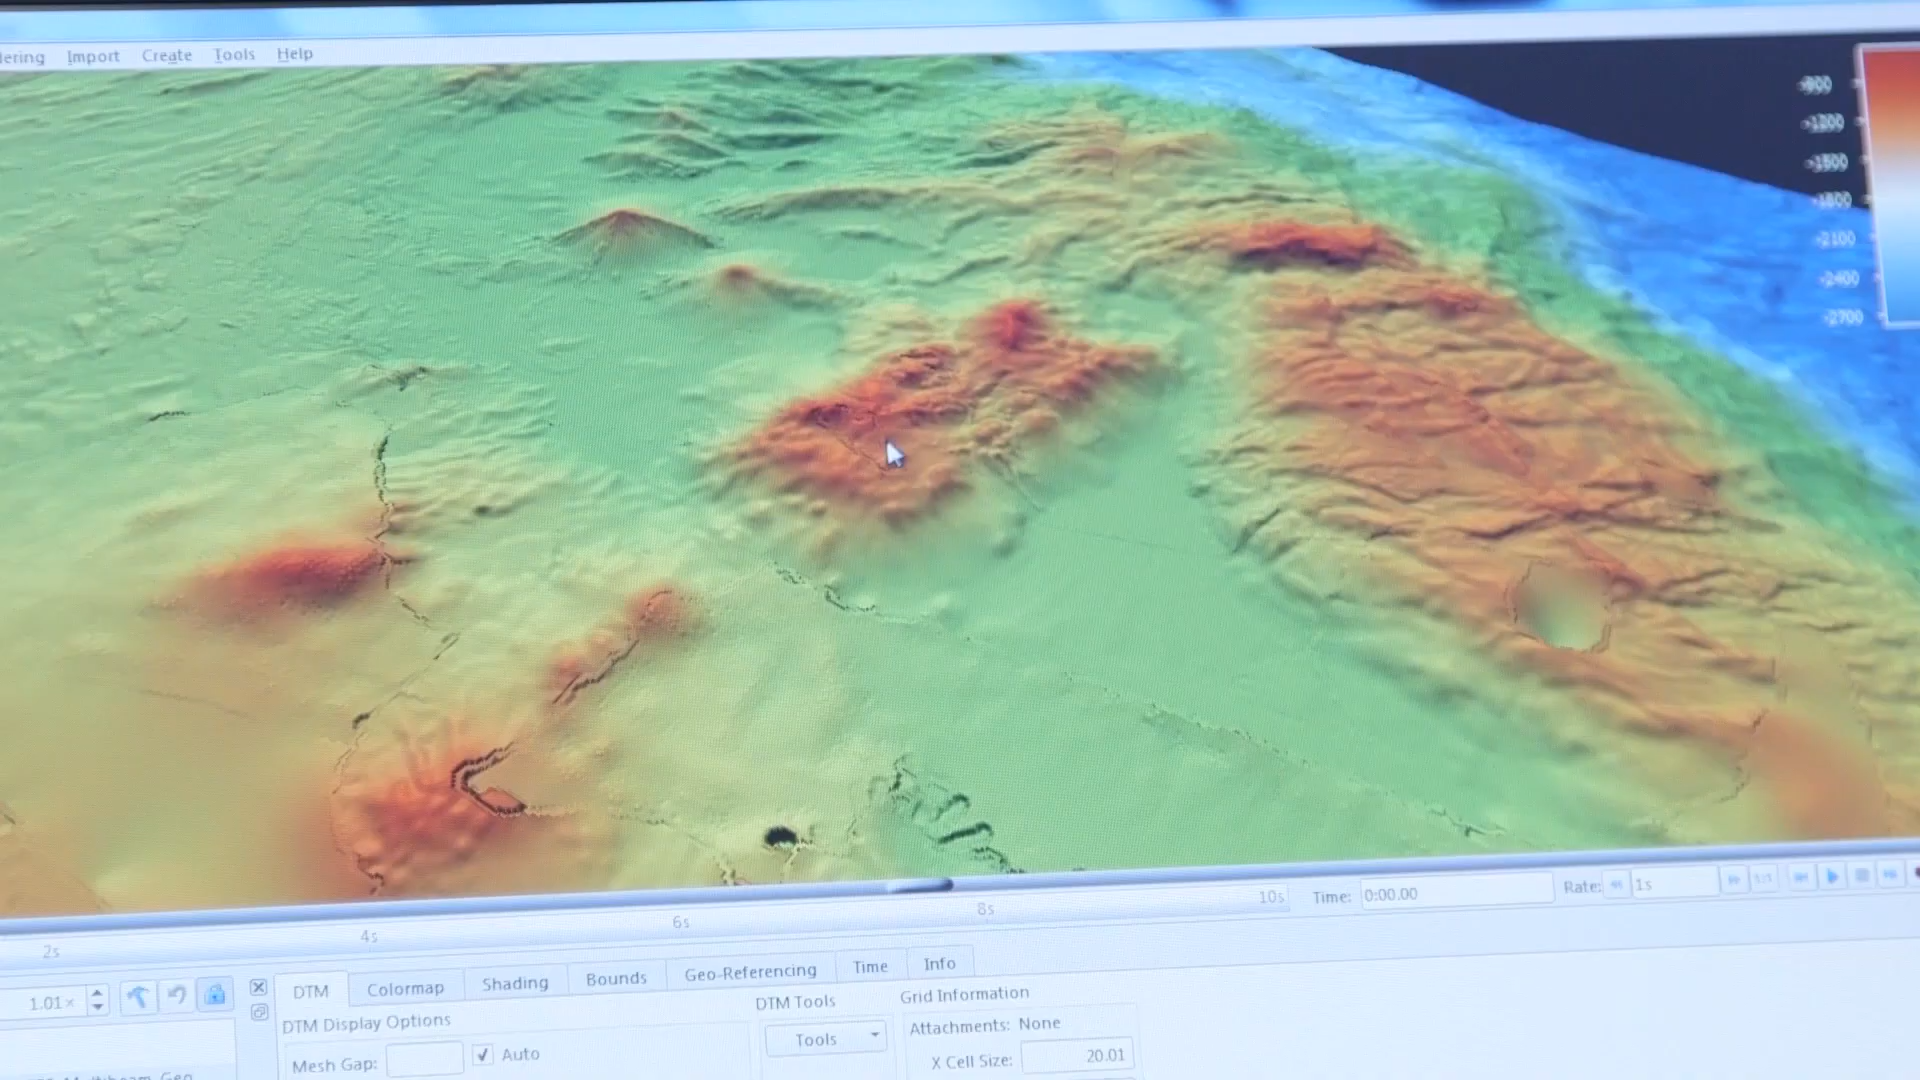 Import Create Tools Help
-900
-1200
-1500
-1800
-2100
-2400
-2700
2s 4s 6s 8s 10s Time: 0:00.00 Rate: 1s
1.01×
DTM Colormap Shading Bounds Geo-Referencing Time Info
DTM Display Options DTM Tools Grid Information
Mesh Gap: Auto Tools Attachments: None
X Cell Size: 20.01